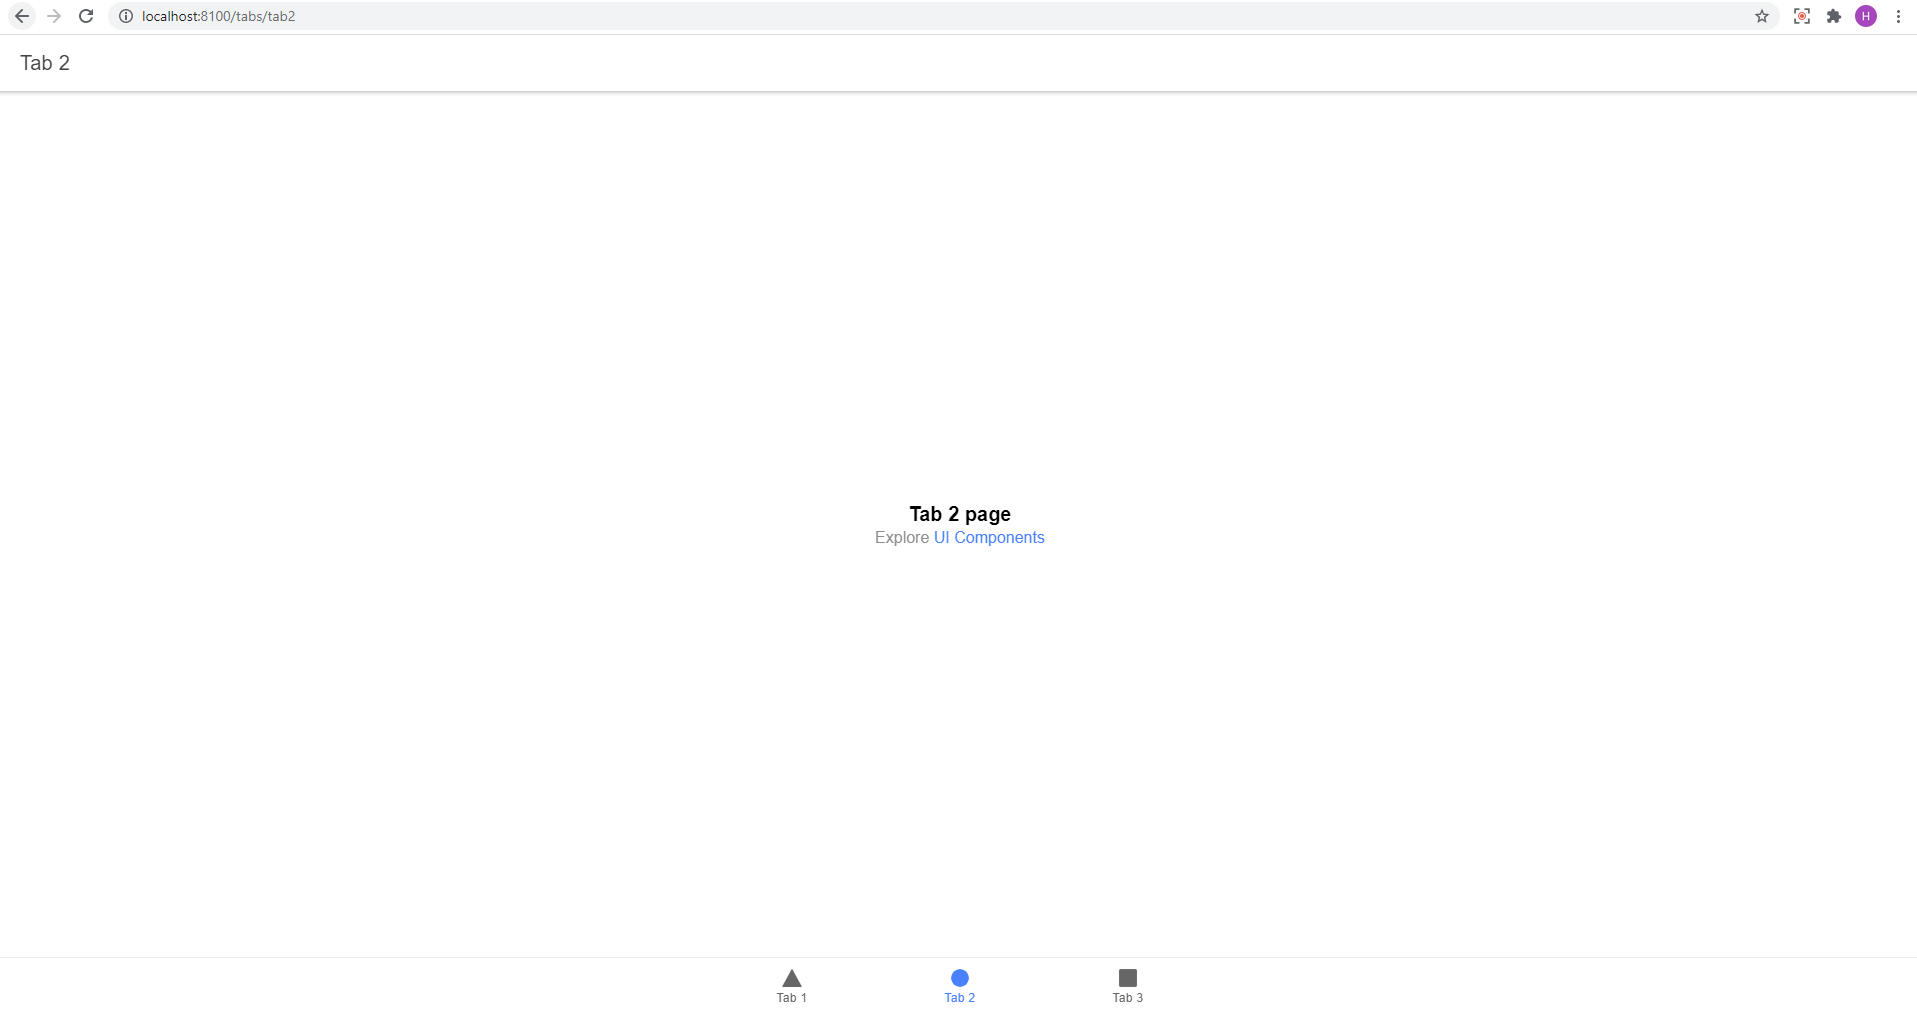 localhost:8100/tabs/tab2
H
Tab 2
Tab 2 page
Explore UI Components
Tab 1
Tab 2
Tab 3